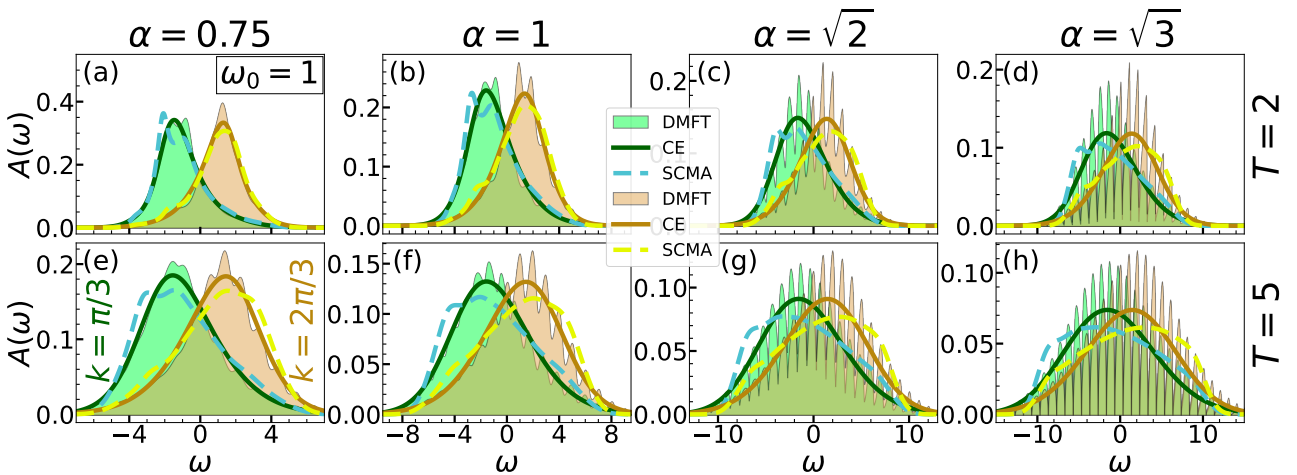 α = 0.75
α = 1
α = √2
α = √3
(a)
ω₀ = 1
(b)
(c)
(d)
A(ω)
0.4
0.2
0.0
0.2
0.1
0.0
0.2
0.1
0.0
0.2
0.1
0.0
T = 2
DMFT
CE
SCMA
DMFT
CE
SCMA
(e)
(f)
(g)
(h)
k = π/3
k = 2π/3
A(ω)
0.2
0.1
0.0
0.15
0.10
0.05
0.00
0.10
0.05
0.00
0.10
0.05
0.00
T = 5
−4 0 4
−8 −4 0 4 8
−10 0 10
−10 0 10
ω
ω
ω
ω